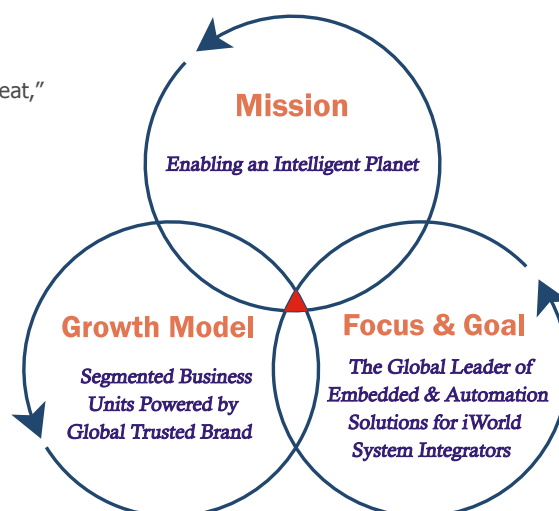 eat,”
Mission
Enabling an Intelligent Planet
Growth Model
Segmented Business
Units Powered by
Global Trusted Brand
Focus & Goal
The Global Leader of
Embedded & Automation
Solutions for iWorld
System Integrators